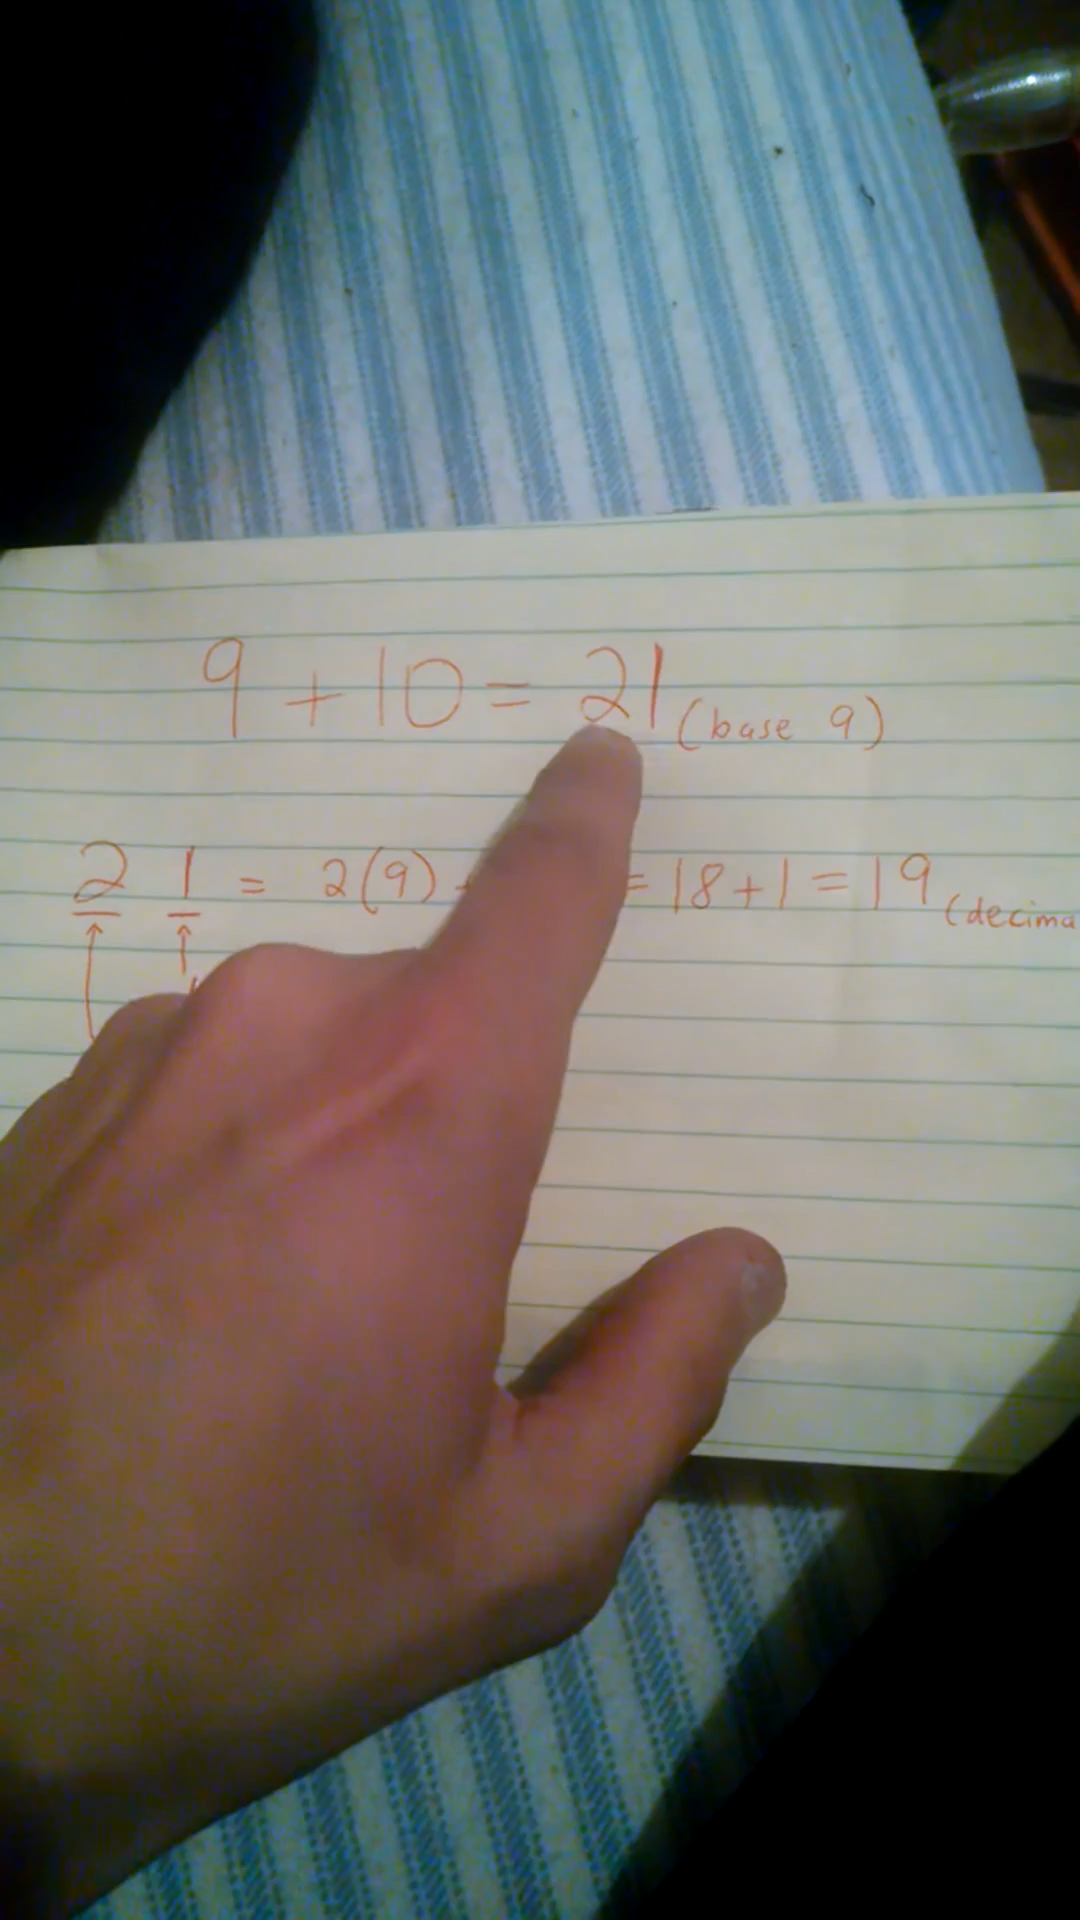 9 + 10 = 21 (base 9)
2 1 = 2(9) = 18 + 1 = 19 (decima